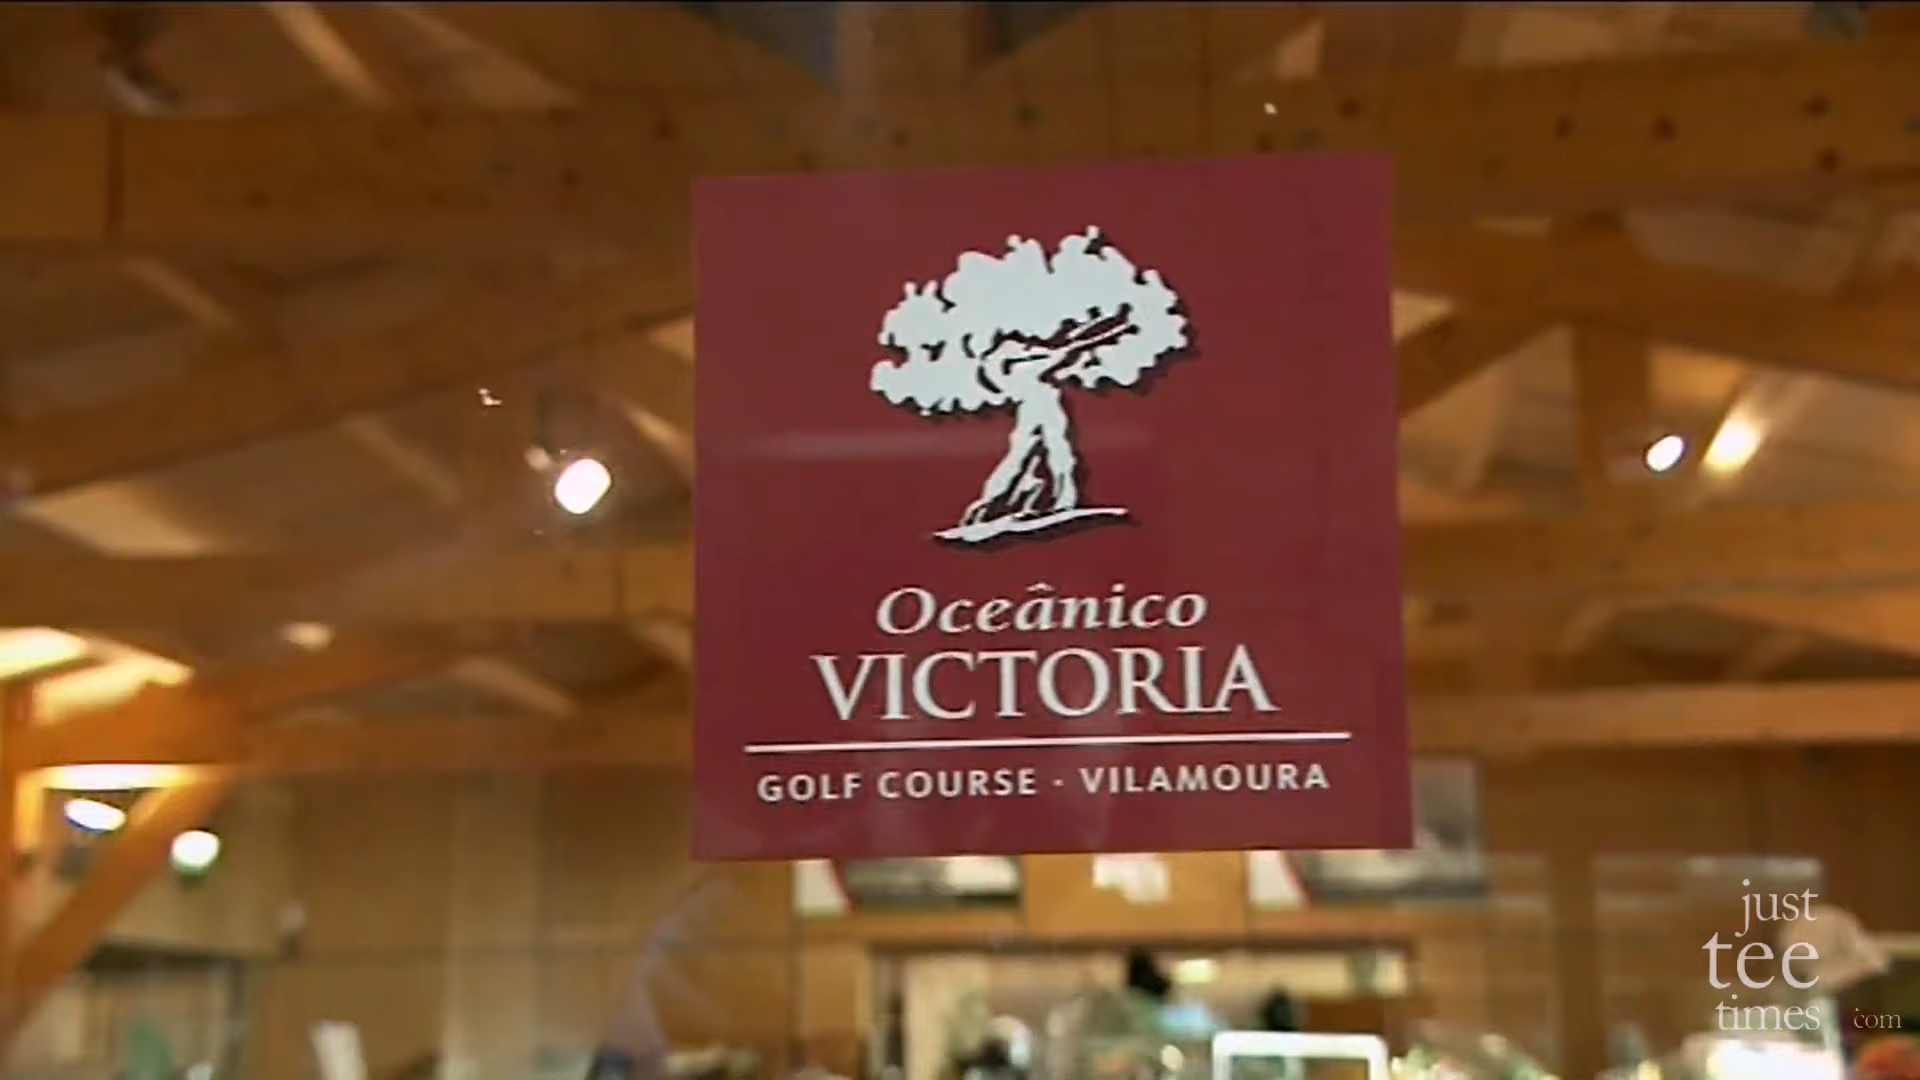 Oceânico
VICTORIA
GOLF COURSE · VILAMOURA
just
tee
times .com